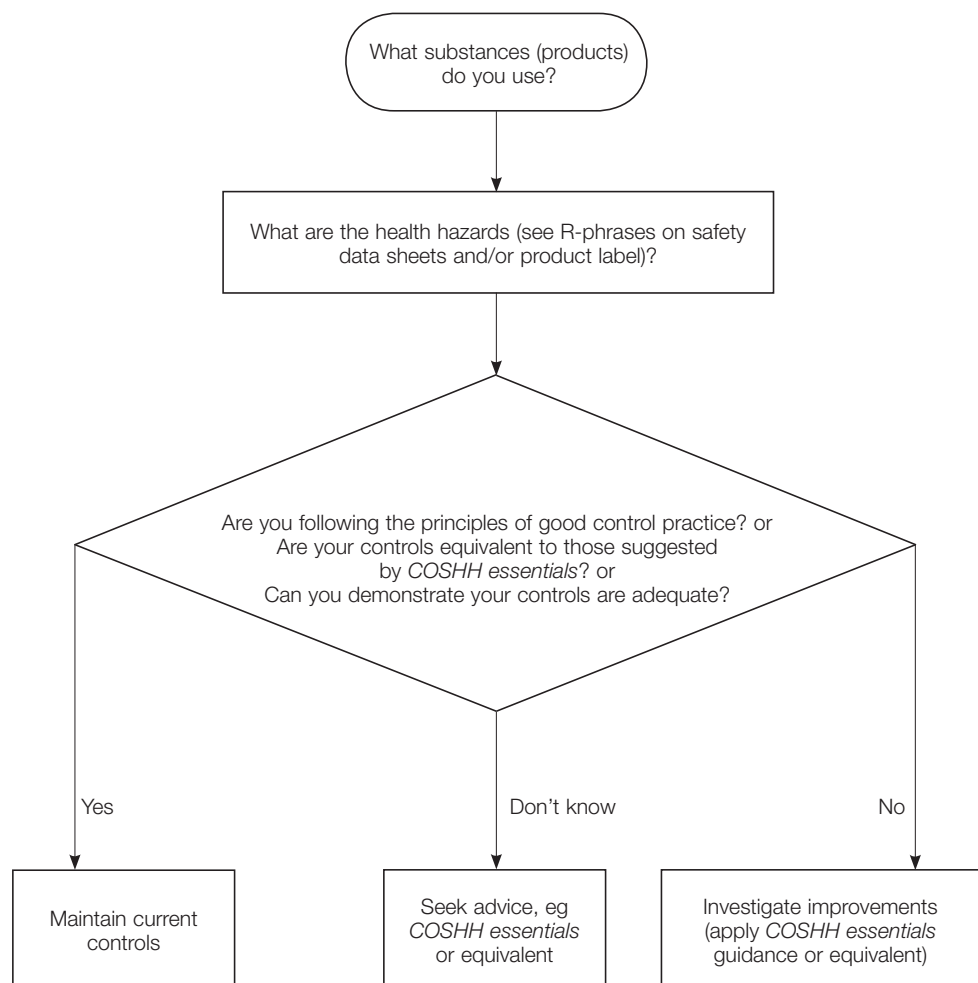 What substances (products)
do you use?
What are the health hazards (see R-phrases on safety
data sheets and/or product label)?
Are you following the principles of good control practice? or
Are your controls equivalent to those suggested
by COSHH essentials? or
Can you demonstrate your controls are adequate?
Yes
Don’t know
No
Maintain current
controls
Seek advice, eg
COSHH essentials
or equivalent
Investigate improvements
(apply COSHH essentials
guidance or equivalent)